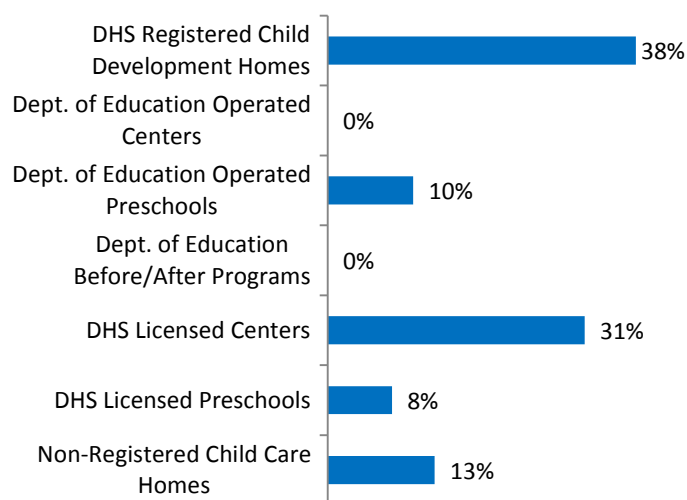 DHS Registered Child
Development Homes
38%
Dept. of Education Operated
Centers
0%
Dept. of Education Operated
Preschools
10%
Dept. of Education
Before/After Programs
0%
DHS Licensed Centers
31%
DHS Licensed Preschools
8%
Non-Registered Child Care
Homes
13%